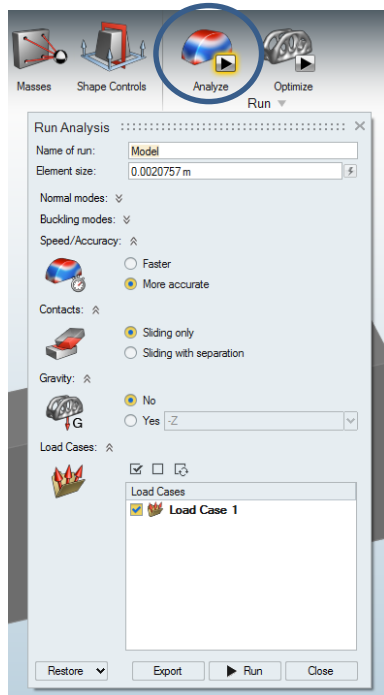 Masses
Shape Controls
Analyze
Optimize
Run
Run Analysis
Name of run: Model
Element size: 0.0020757 m
Normal modes:
Buckling modes:
Speed/Accuracy:
Faster
More accurate
Contacts:
Sliding only
Sliding with separation
Gravity:
No
G
Yes -Z
Load Cases:
Load Cases
Load Case 1
Restore
Export
Run
Close